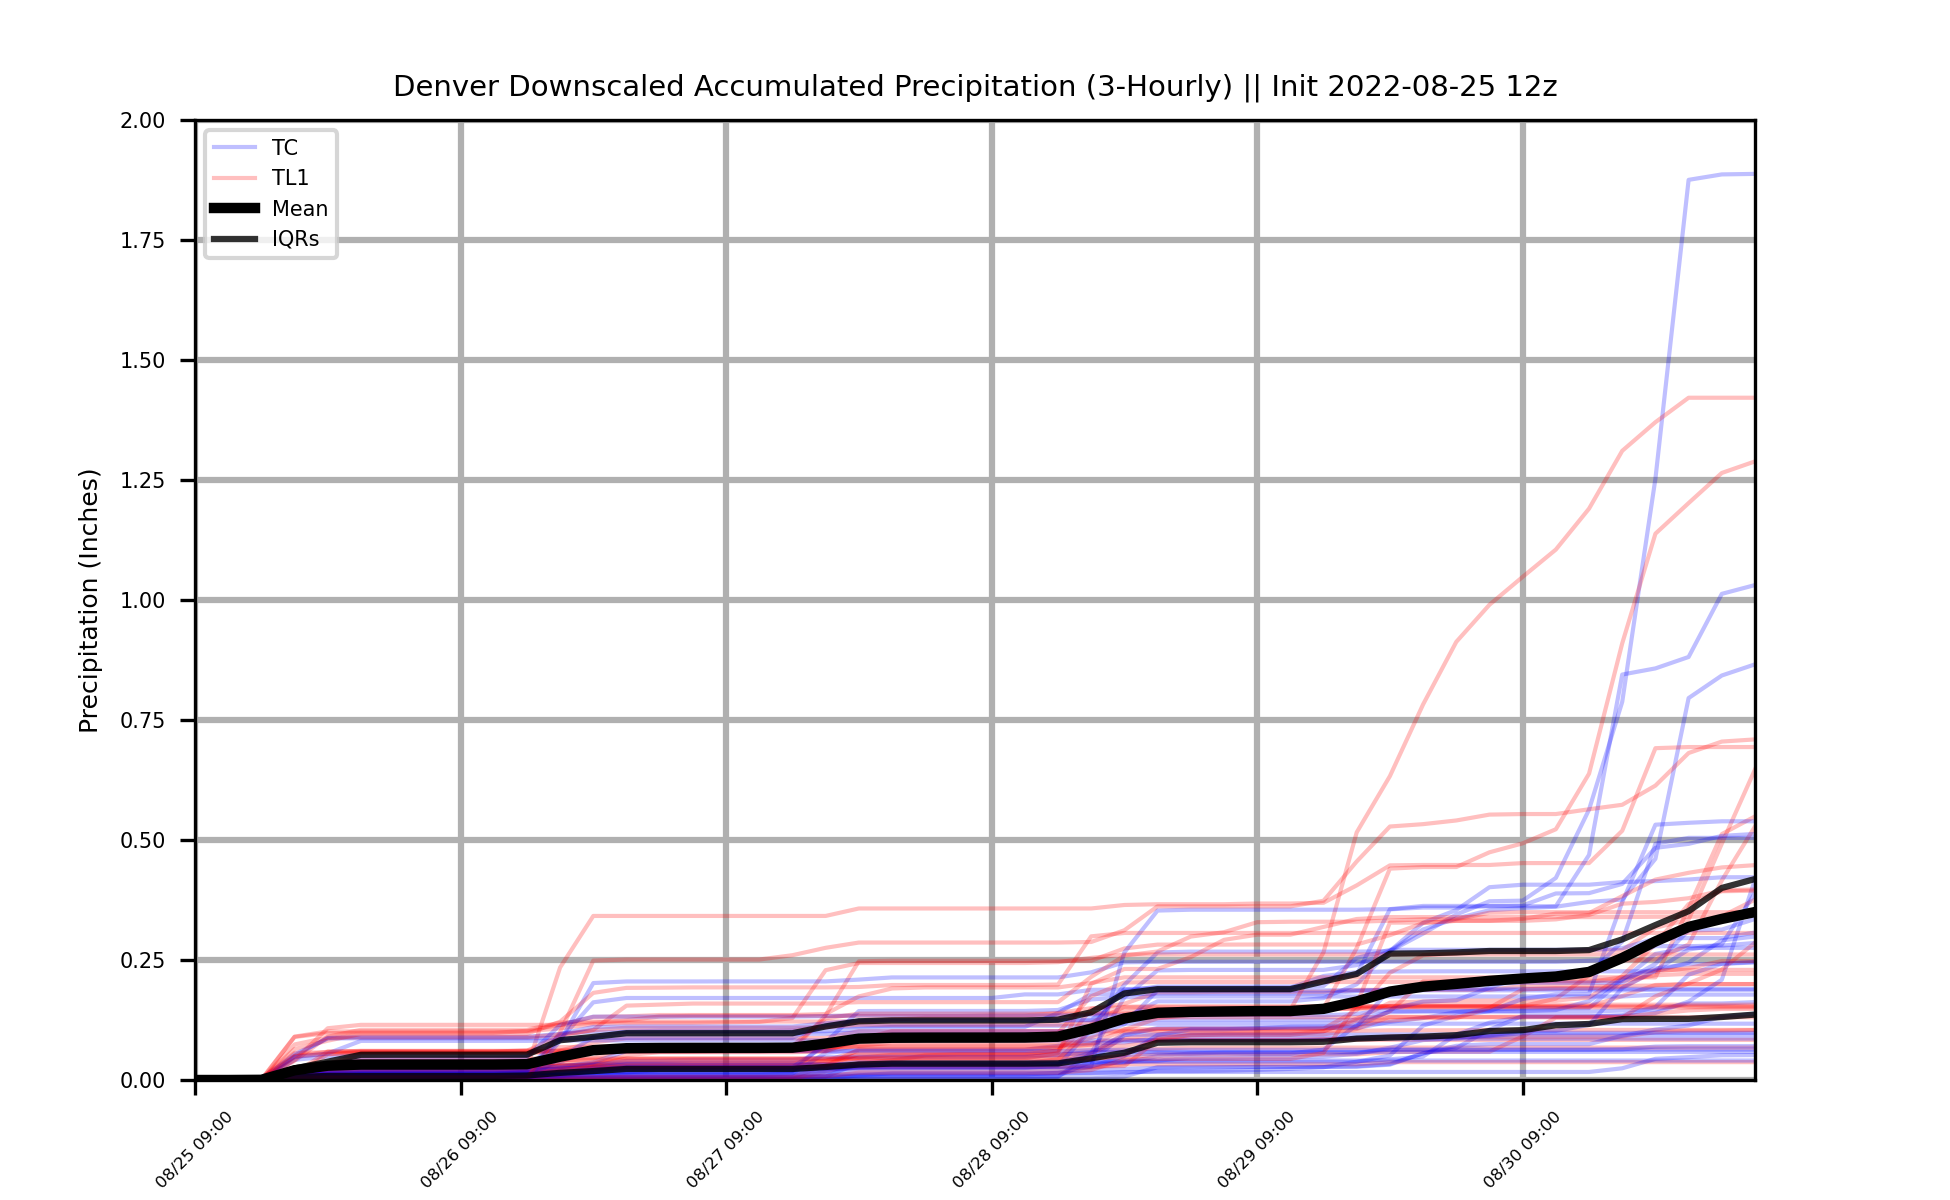 Denver Downscaled Accumulated Precipitation (3-Hourly) || Init 2022-08-25 12z
TC
TL1
Mean
IQRs
Precipitation (Inches)
2.00
1.75
1.50
1.25
1.00
0.75
0.50
0.25
0.00
08/25 09:00
08/26 09:00
08/27 09:00
08/28 09:00
08/29 09:00
08/30 09:00